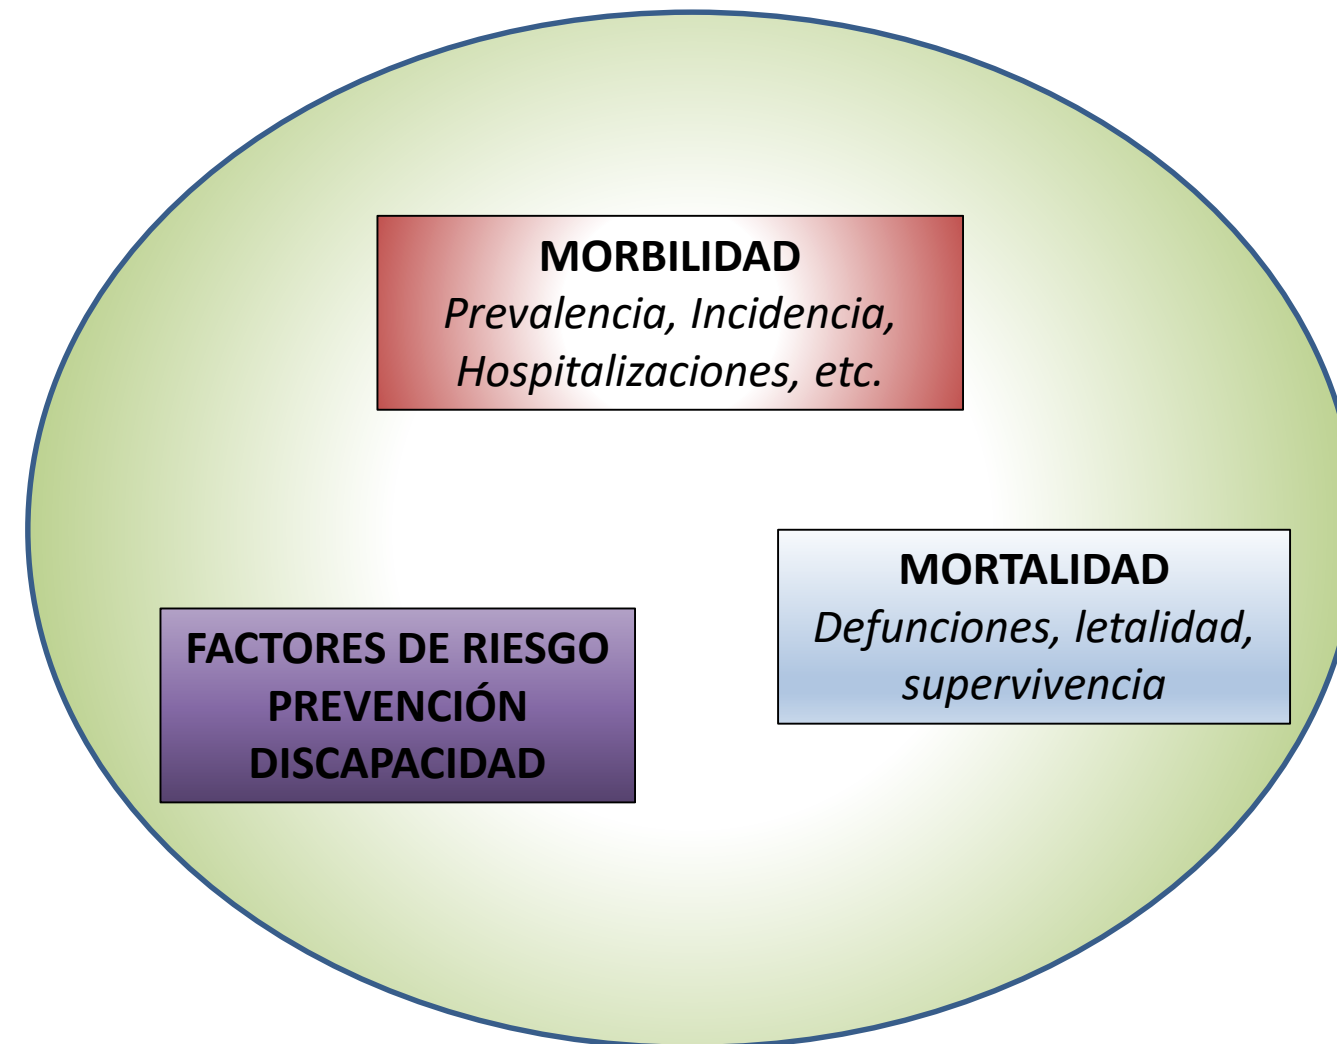 MORBILIDAD
Prevalencia, Incidencia,
Hospitalizaciones, etc.
MORTALIDAD
Defunciones, letalidad,
supervivencia
FACTORES DE RIESGO
PREVENCIÓN
DISCAPACIDAD